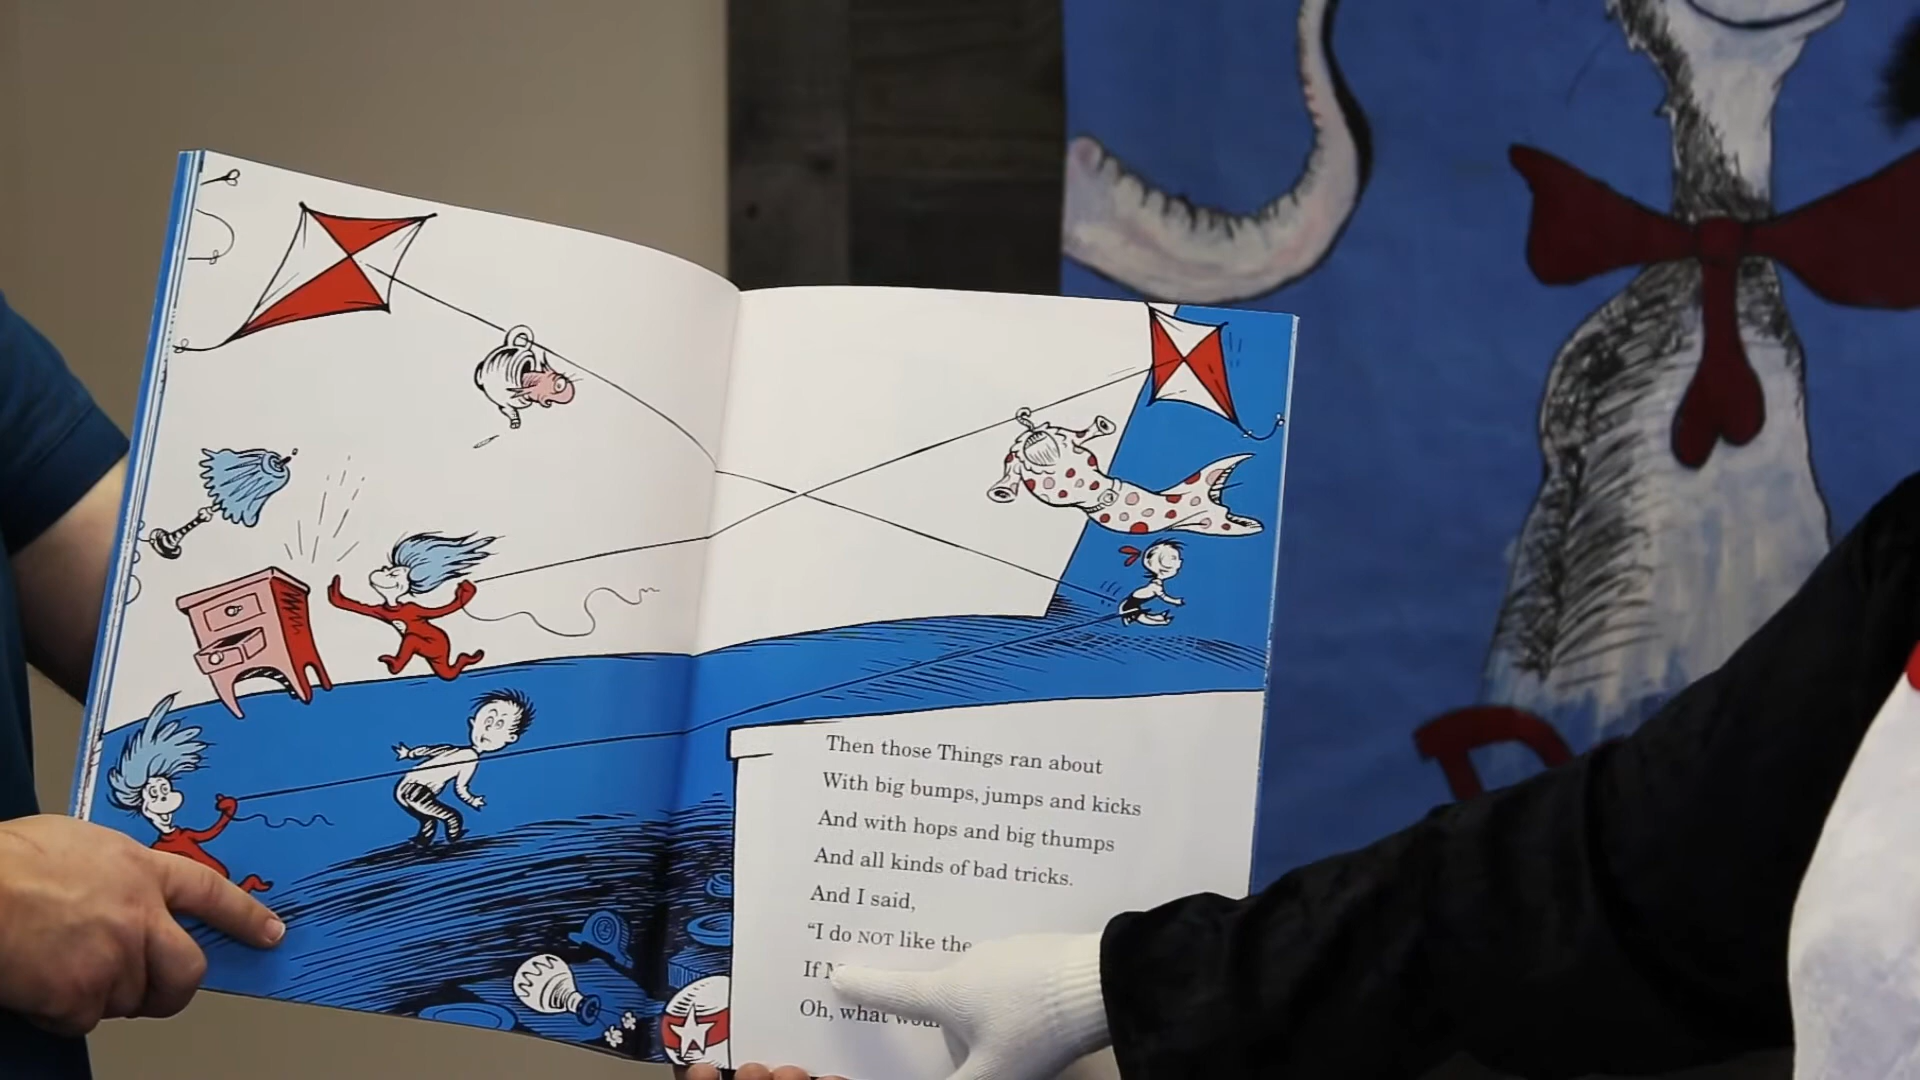 Then those Things ran about
With big bumps, jumps and kicks
And with hops and big thumps
And all kinds of bad tricks.
And I said,
“I do NOT like the
If
Oh, what